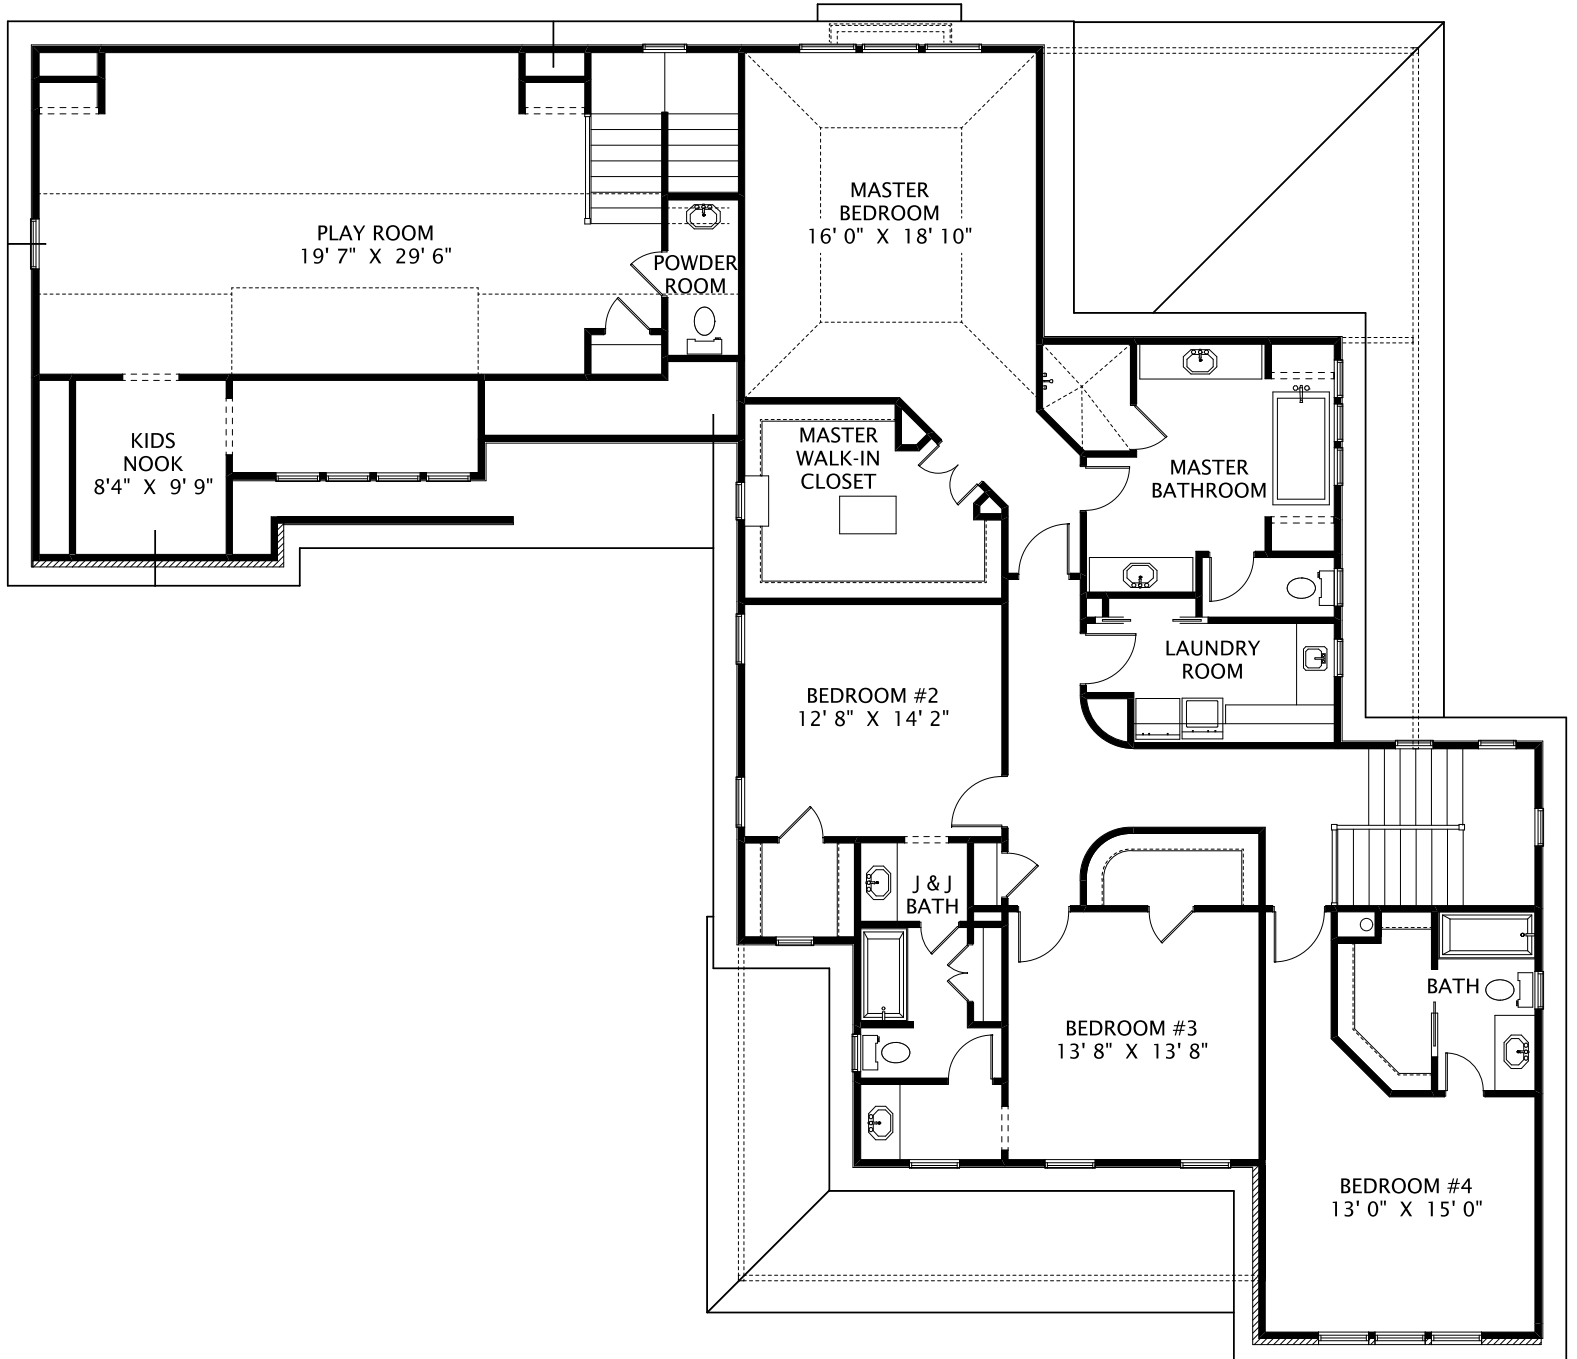 PLAY ROOM
19' 7" X 29' 6"
POWDER
ROOM
MASTER
BEDROOM
16' 0" X 18' 10"
KIDS
NOOK
8'4" X 9' 9"
MASTER
WALK-IN
CLOSET
MASTER
BATHROOM
LAUNDRY
ROOM
BEDROOM #2
12' 8" X 14' 2"
J & J
BATH
BEDROOM #3
13' 8" X 13' 8"
BATH
BEDROOM #4
13' 0" X 15' 0"